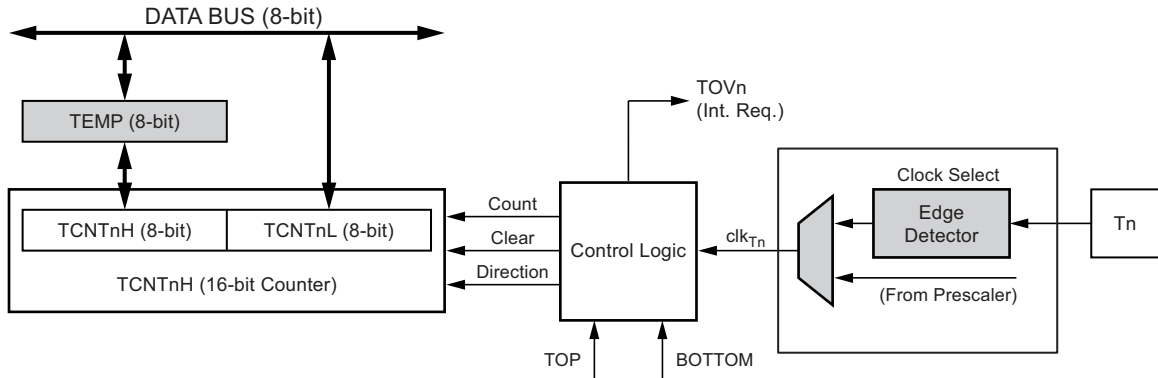 DATA BUS (8-bit)
TEMP (8-bit)
TCNTnH (8-bit)
TCNTnL (8-bit)
TCNTnH (16-bit Counter)
Count
Clear
Direction
Control Logic
TOVn
(Int. Req.)
TOP
BOTTOM
clkTn
Clock Select
Edge
Detector
(From Prescaler)
Tn